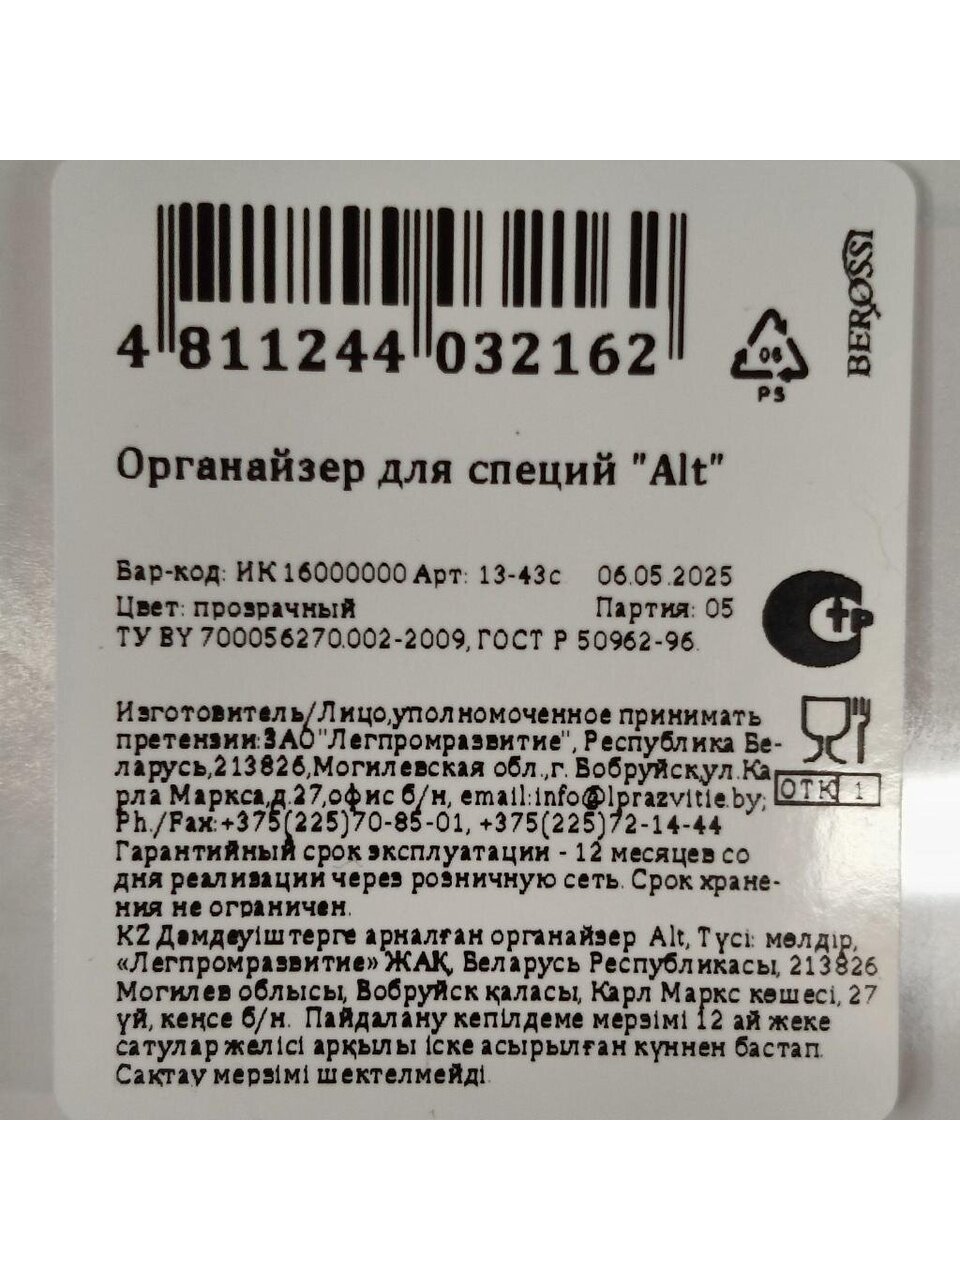 4 811244 032162
BEROSSI
06
PS
Органайзер для специй "Alt"
Бар-код: ИК 16000000 Арт: 13-43с 06.05.2025
Цвет: прозрачный Партия: 05
ТУ BY 700056270.002-2009, ГОСТ Р 50962-96.
стр
Изготовитель/Лицо,уполномоченное принимать
претензии:ЗАО"Легпромразвитие", Республика Бе-
ларусь,213826,Могилевская обл.,г. Бобруйск,ул.Ка
рла Маркса,д.27,офис б/н, email:info@lprazvitie.by;
ОТК 1
Ph./Fax:+375(225)70-85-01, +375(225)72-14-44
Гарантийный срок эксплуатации - 12 месяцев со
дня реализации через розничную сеть. Срок хране-
ния не ограничен.
KZ Дәмдеуіштерге арналған органайзер Alt, Түсі: мөлдір,
«Легпромразвитие» ЖАҚ, Беларусь Республикасы, 213826
Могилев облысы, Бобруйск қаласы, Карл Маркс көшесі, 27
үй, кеңсе б/н. Пайдалану кепілдеме мерзімі 12 ай жеке
сатулар желісі арқылы іске асырылған күннен бастап.
Сақтау мерзімі шектелмейді.